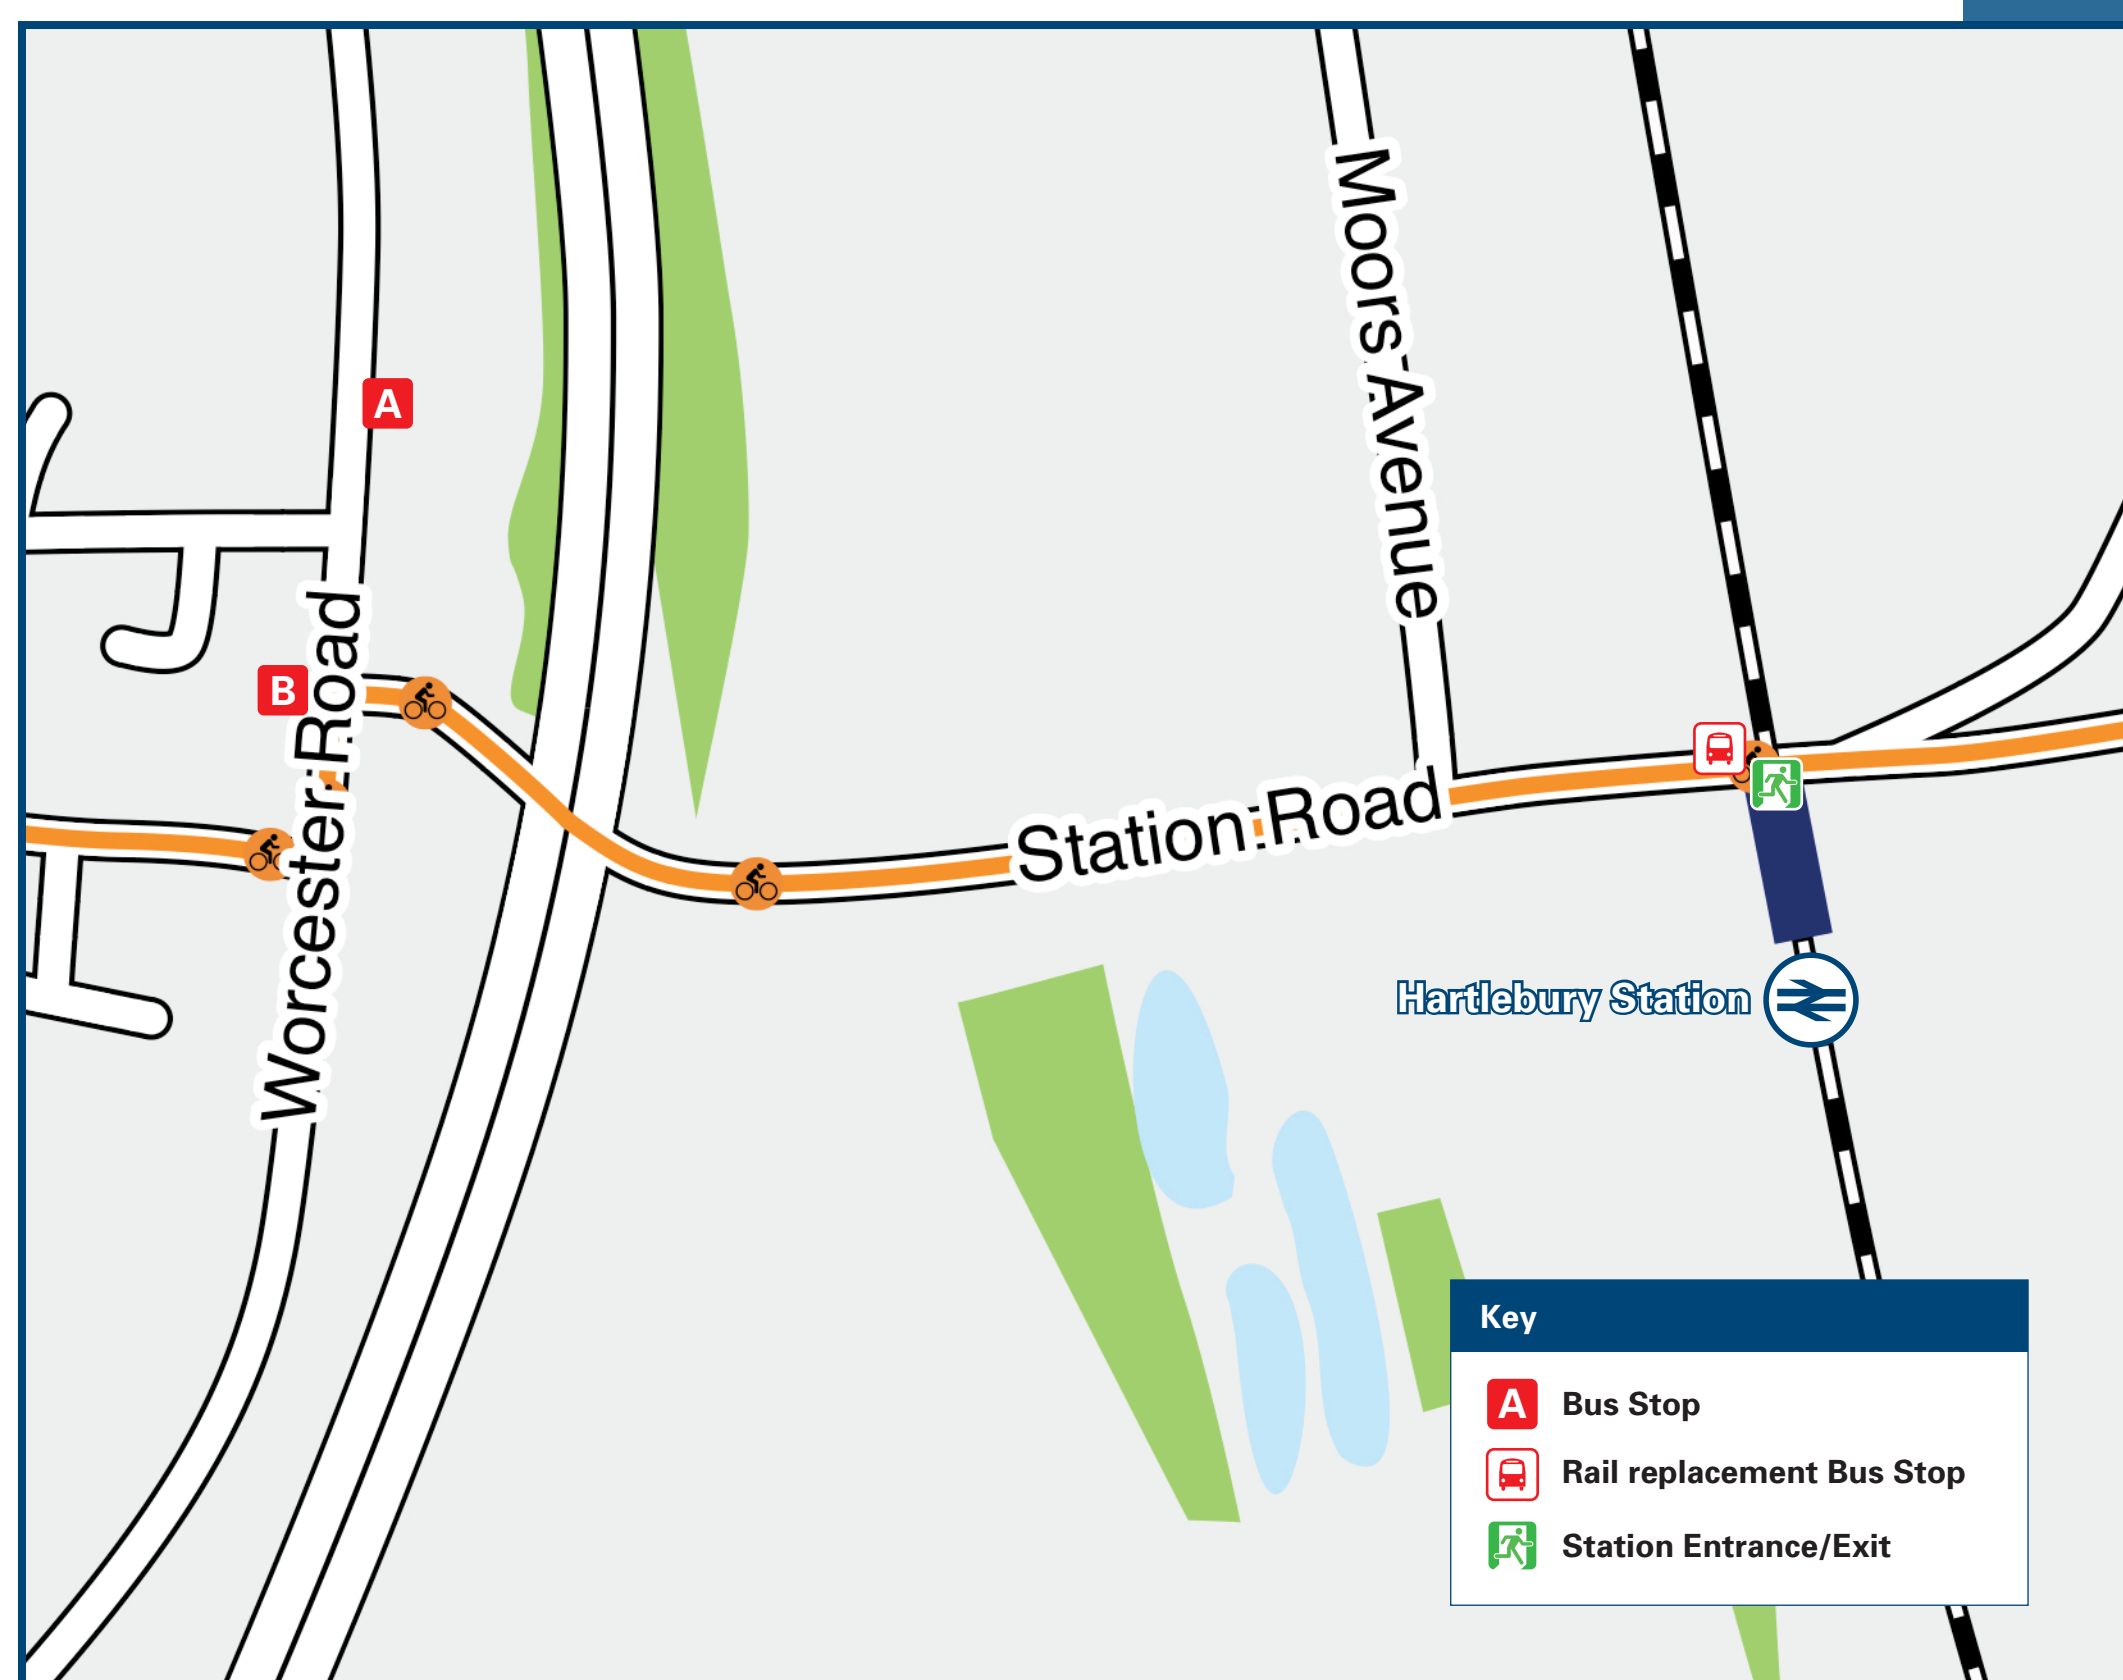 Moors Avenue
A
B
Worcester Road
Station Road
Hartlebury Station
Key
A Bus Stop
Rail replacement Bus Stop
Station Entrance/Exit